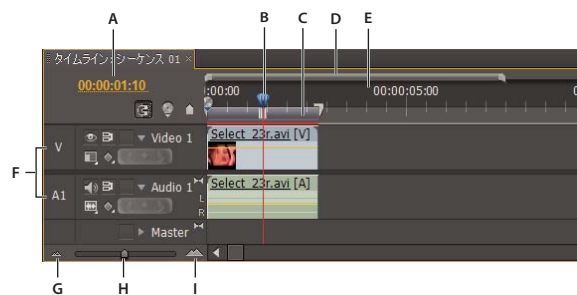 A B C D E
タイムライン:シーケンス 01 ×
00:00:01:10 :00:00 00:00:05:00 0
V Video 1 Select_23r.avi [V]
F
A1 Audio 1 L R Select_23r.avi [A]
Master
G H I